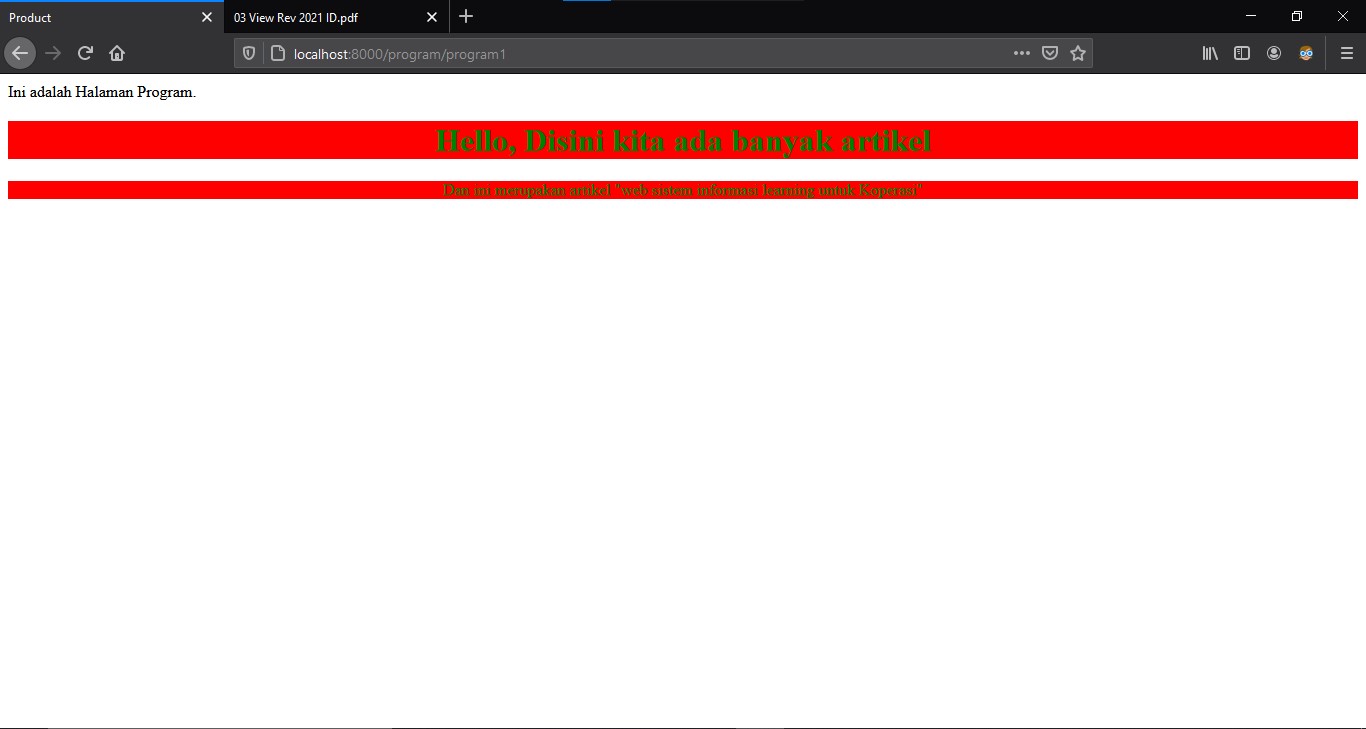 Product
03 View Rev 2021 ID.pdf
localhost:8000/program/program1
Ini adalah Halaman Program.
Hello, Disini kita ada banyak artikel
Dan ini merupakan artikel "web sistem informasi learning untuk Koperasi"